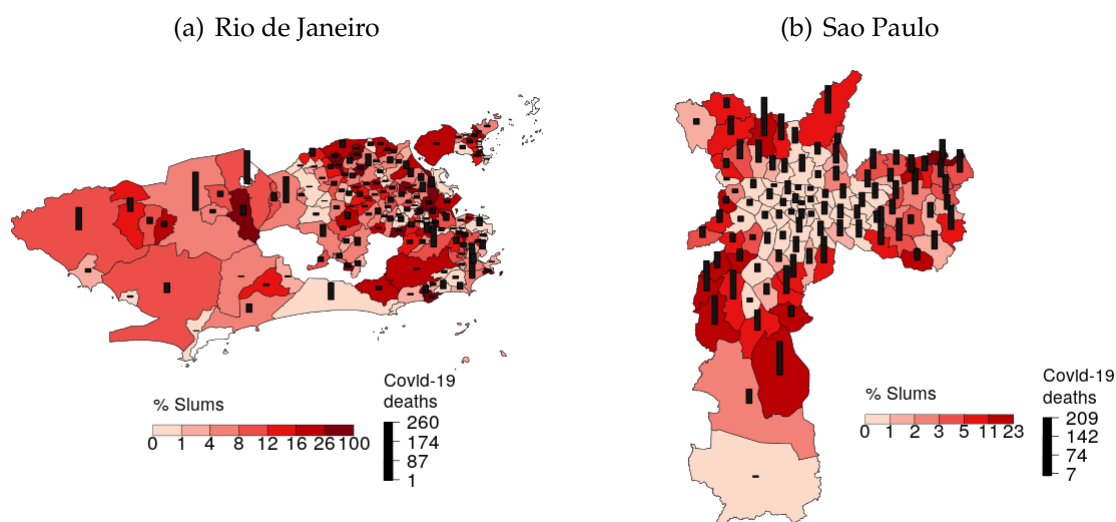 (a) Rio de Janeiro
(b) Sao Paulo
% Slums
0 1 4 8 12 16 26 100
Covid-19
deaths
260
174
87
1
% Slums
0 1 2 3 5 11 23
Covid-19
deaths
209
142
74
7